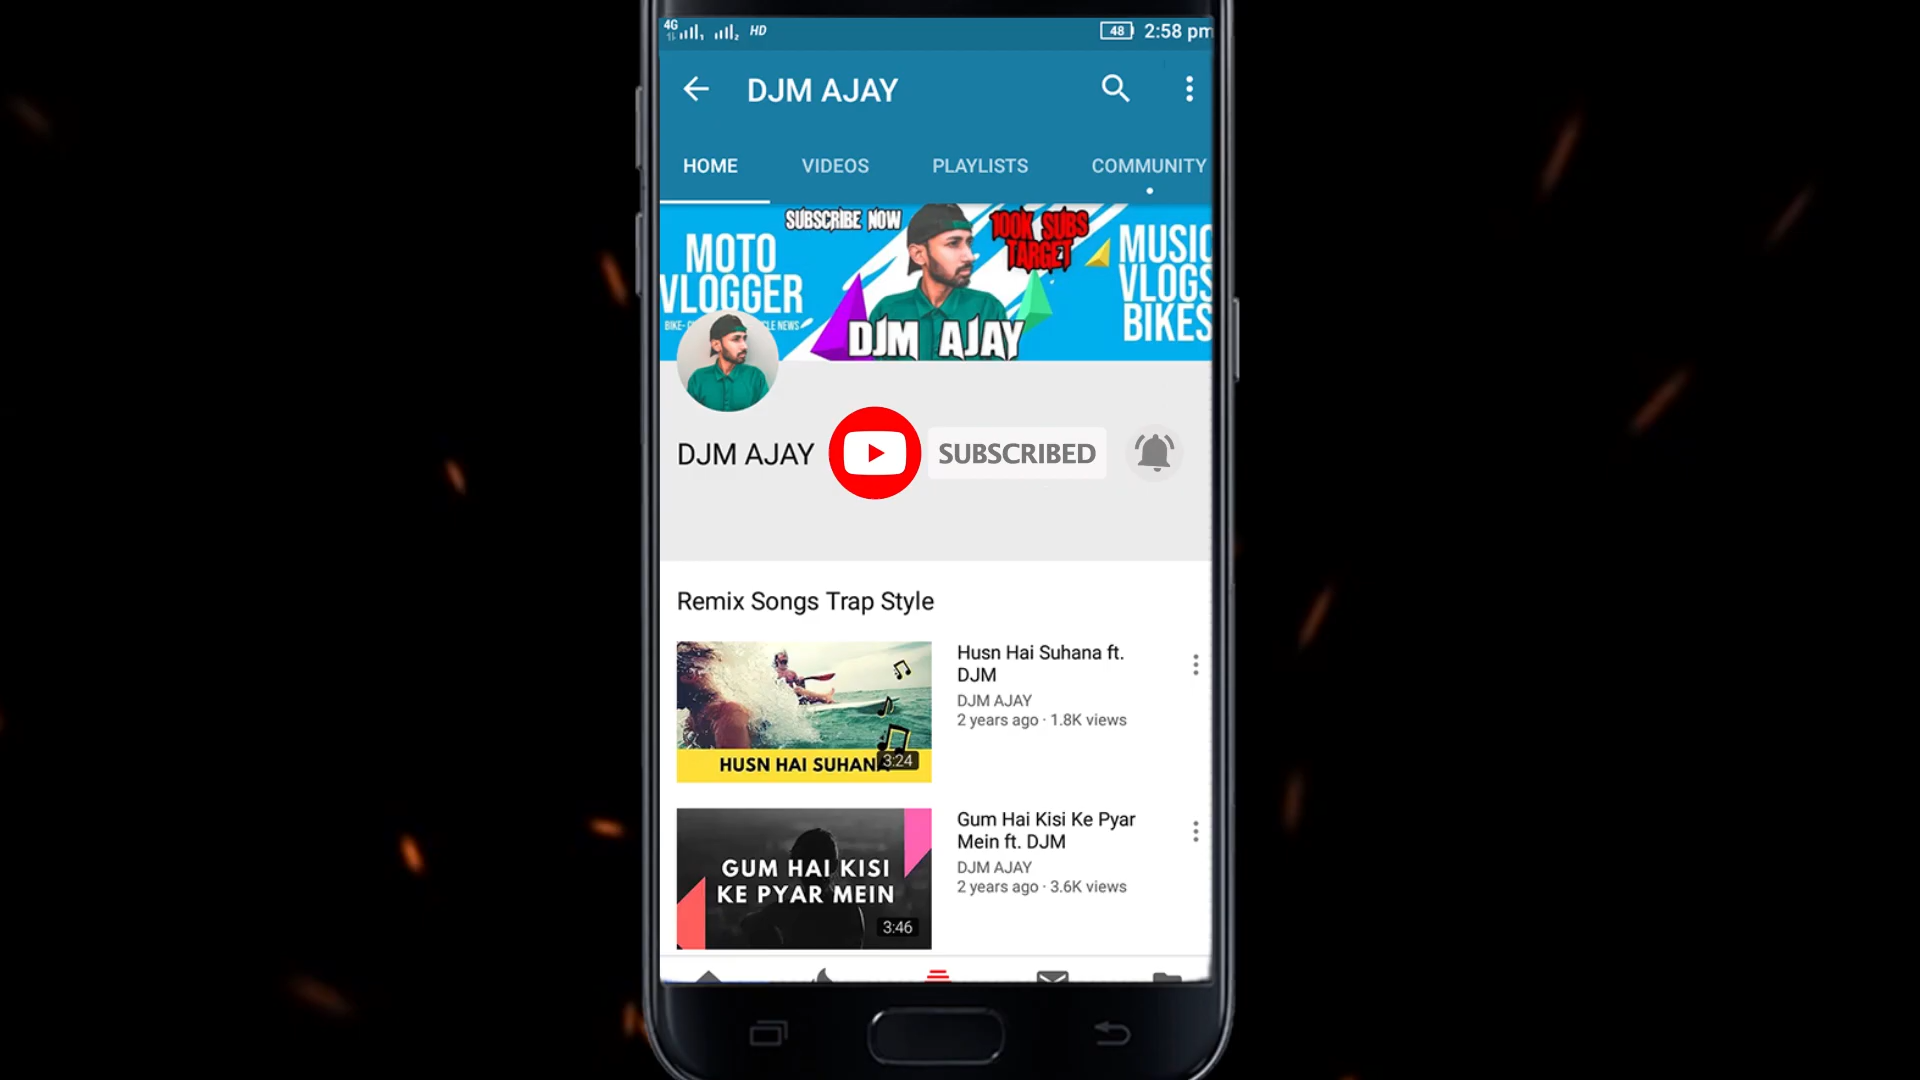 4G HD 48 2:58 pm
DJM AJAY
HOME VIDEOS PLAYLISTS COMMUNITY
SUBSCRIBE NOW
100K SUBS
TARGET
MOTO
VLOGGER
MUSIC
VLOGS
BIKES
DJM AJAY
DJM AJAY
SUBSCRIBED
Remix Songs Trap Style
HUSN HAI SUHANA
3:24
Husn Hai Suhana ft.
DJM
DJM AJAY
2 years ago · 1.8K views
GUM HAI KISI
KE PYAR MEIN
3:46
Gum Hai Kisi Ke Pyar
Mein ft. DJM
DJM AJAY
2 years ago · 3.6K views